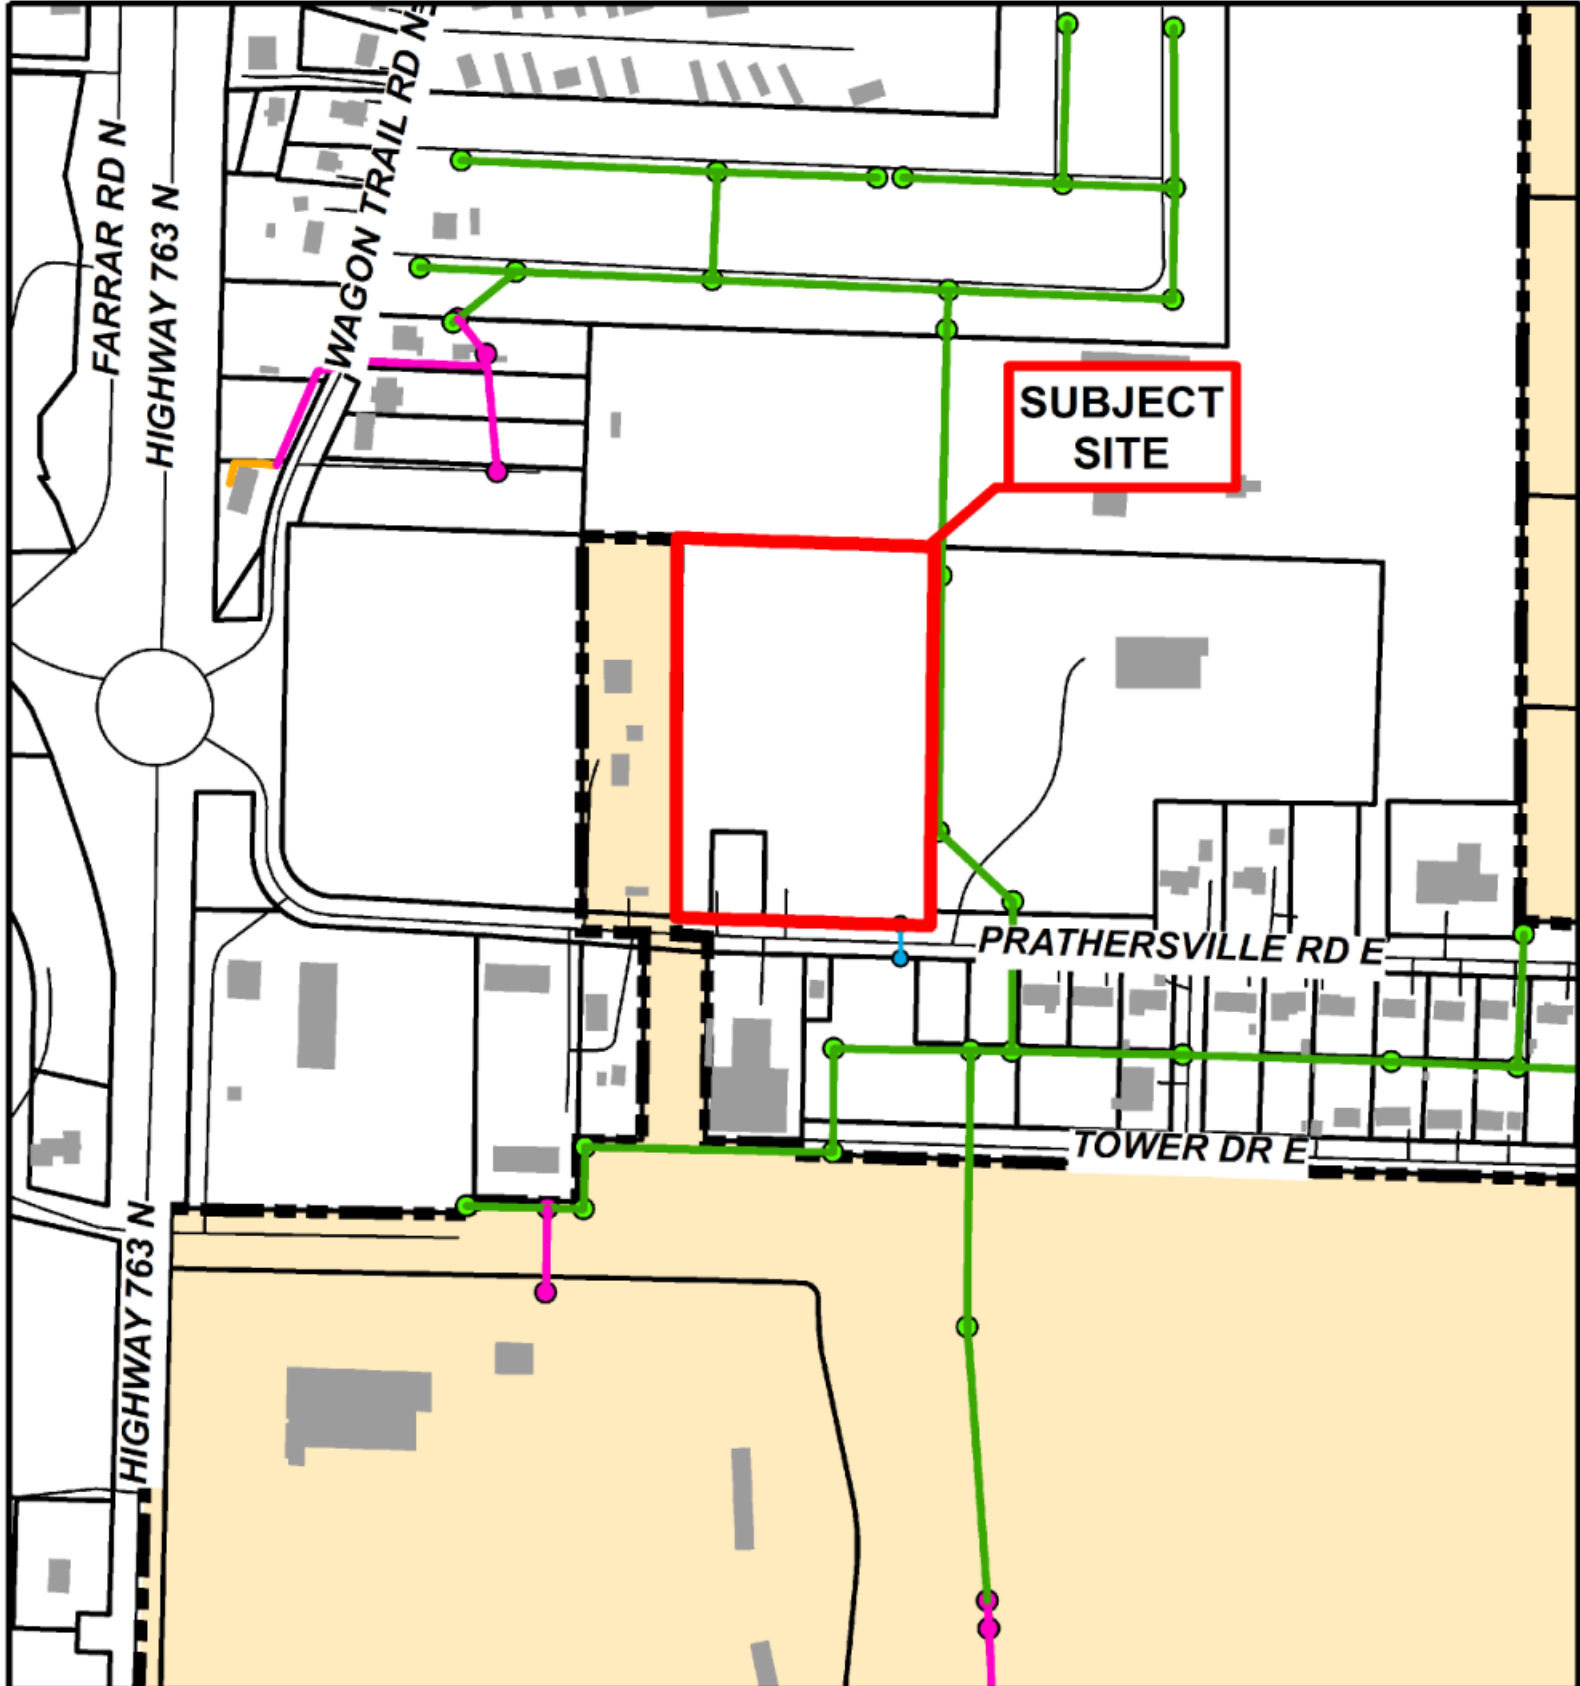 WAGON TRAIL RD N
FARRAR RD N
HIGHWAY 763 N
SUBJECT
SITE
PRATHERSVILLE RD E
TOWER DR E
HIGHWAY 763 N